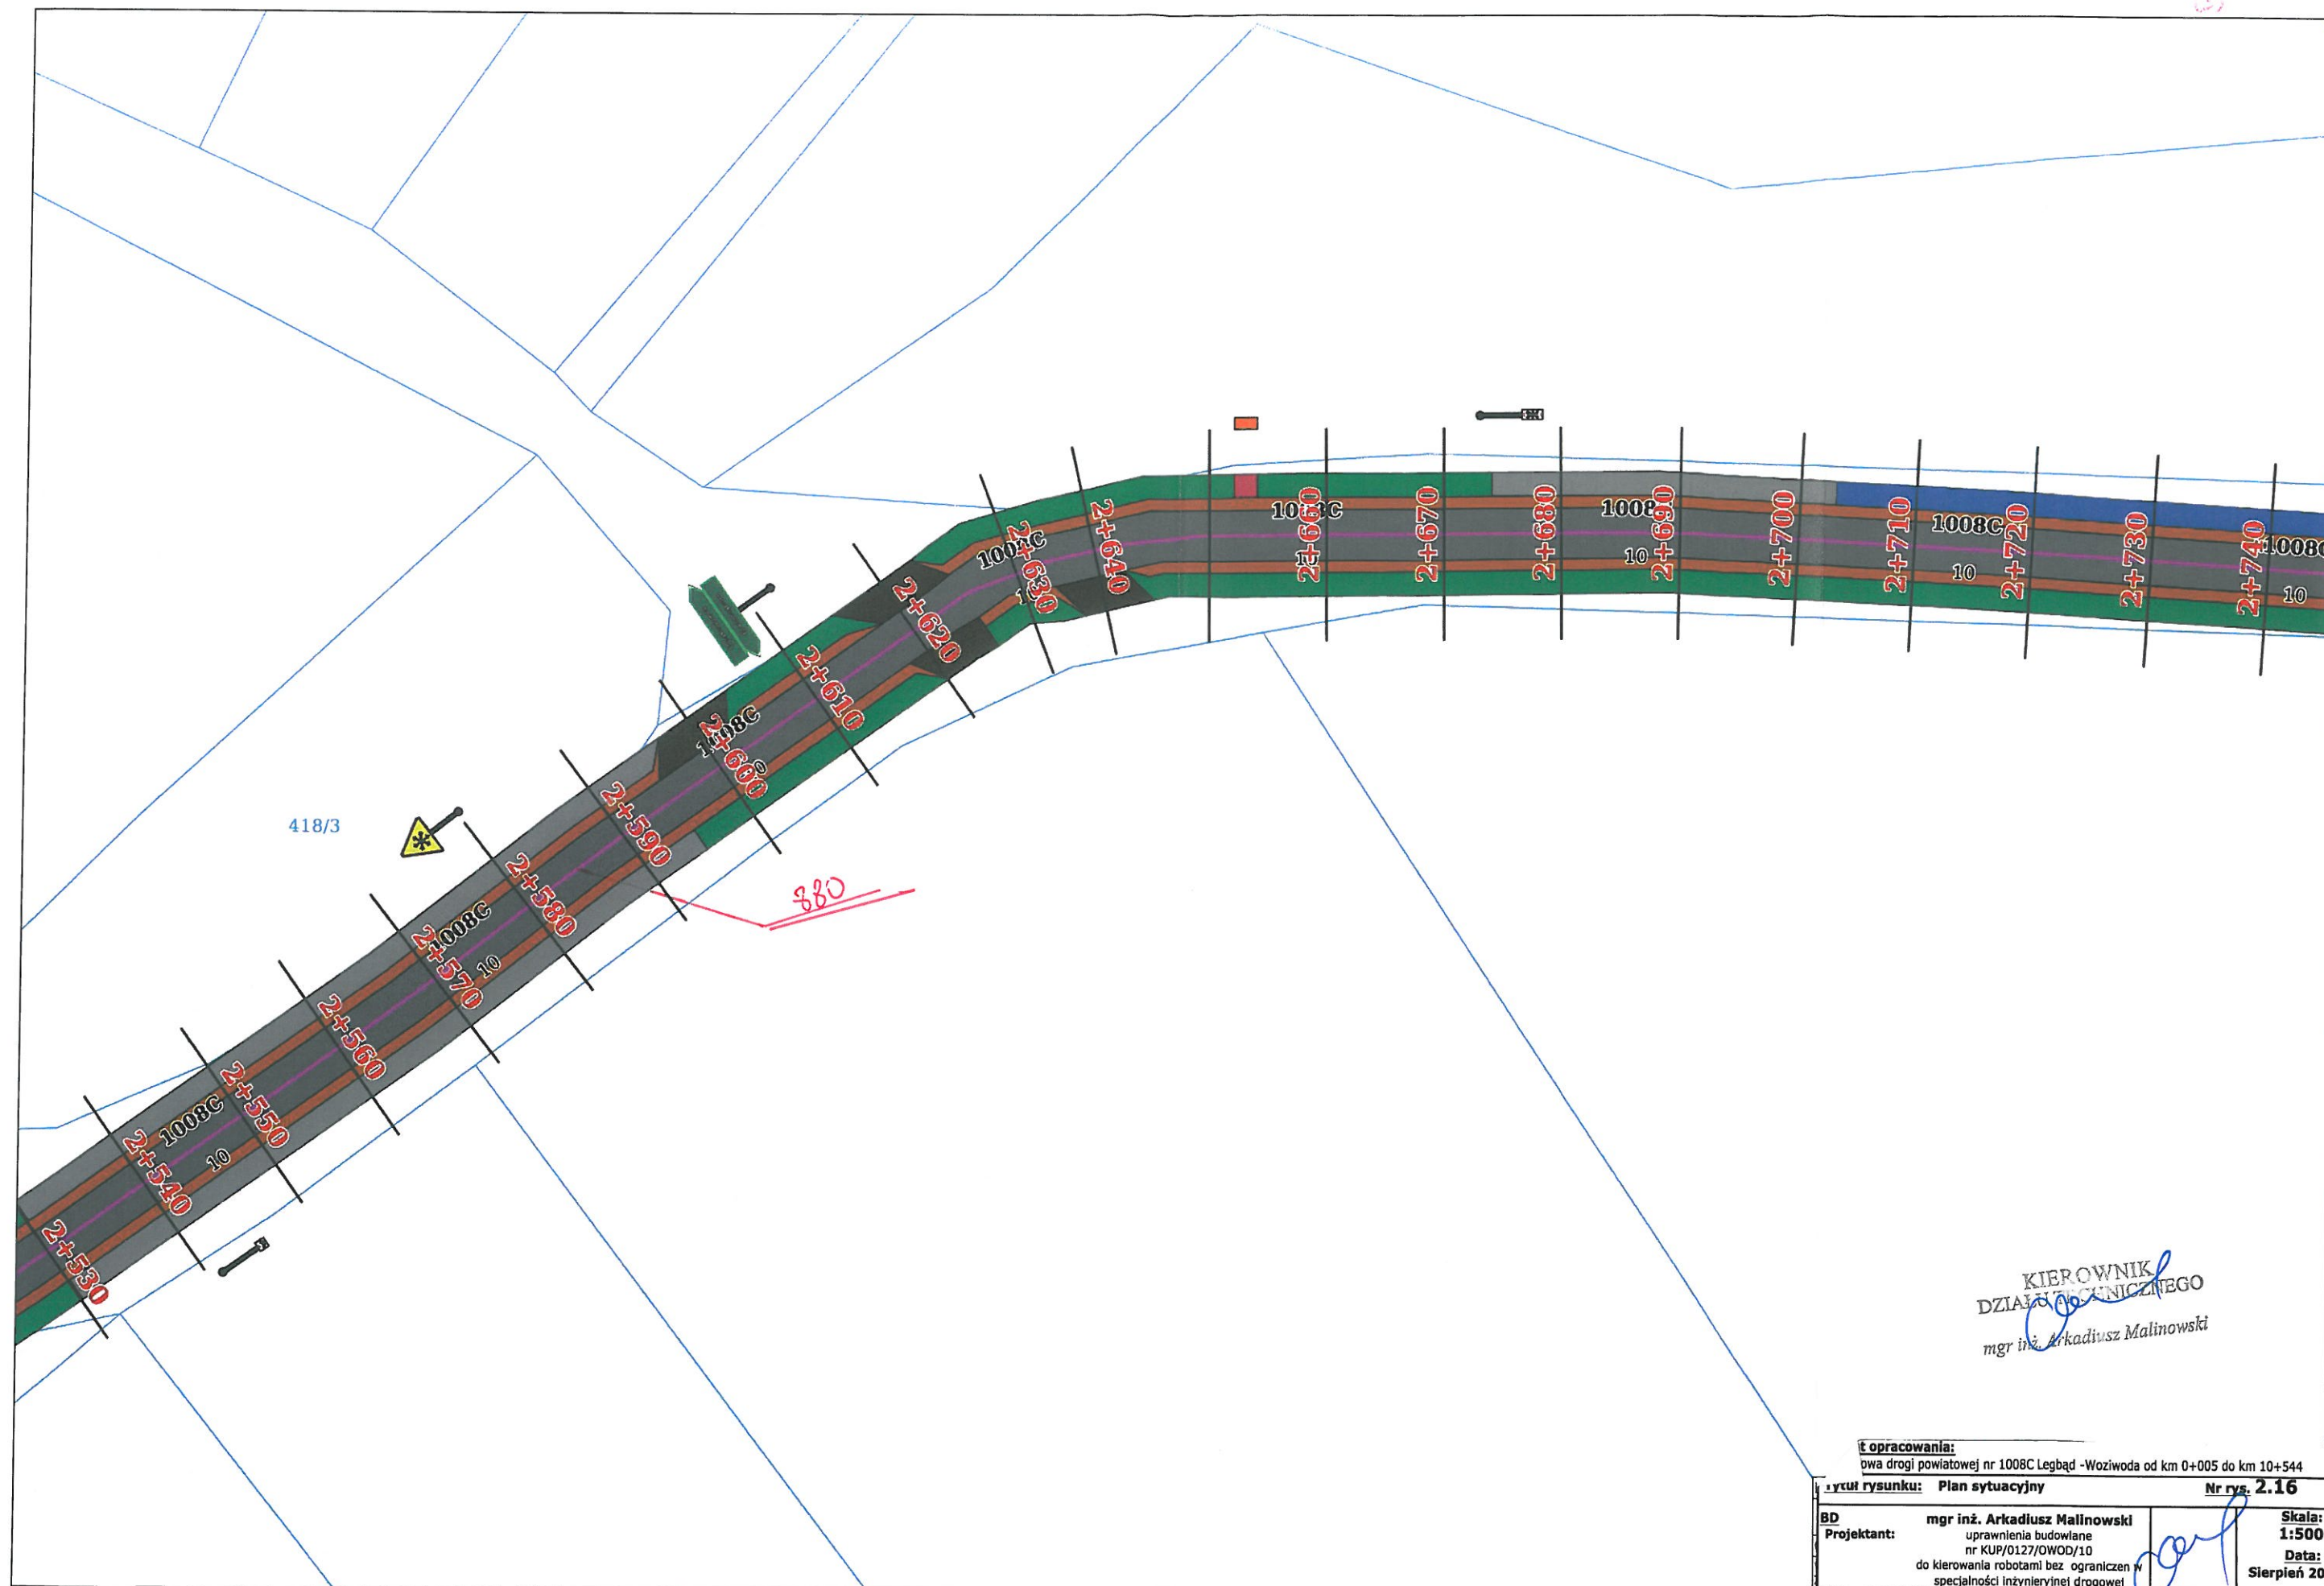 2+530
2+540
1008C
10
2+550
2+560
2+570
1008C
10
2+580
2+590
418/3
880
2+600
1008C
2+610
2+620
2+630
2+640
2+660
2+670
2+680
1008
10
2+690
2+700
2+710
1008C
10
2+720
2+730
2+740
1008C
10
KIEROWNIK
DZIAŁU TECHNICZNEGO
mgr inż. Arkadiusz Malinowski
t opracowania:
owa drogi powiatowej nr 1008C Legbąd -Woziwoda od km 0+005 do km 10+544
Tytuł rysunku: Plan sytuacyjny Nr rys. 2.16
BD
Projektant:
mgr inż. Arkadiusz Malinowski
uprawnienia budowlane
nr KUP/0127/OWOD/10
do kierowania robotami bez ograniczen w
specjalności inżynieryjnej drogowej
Skala:
1:500
Data:
Sierpień 20